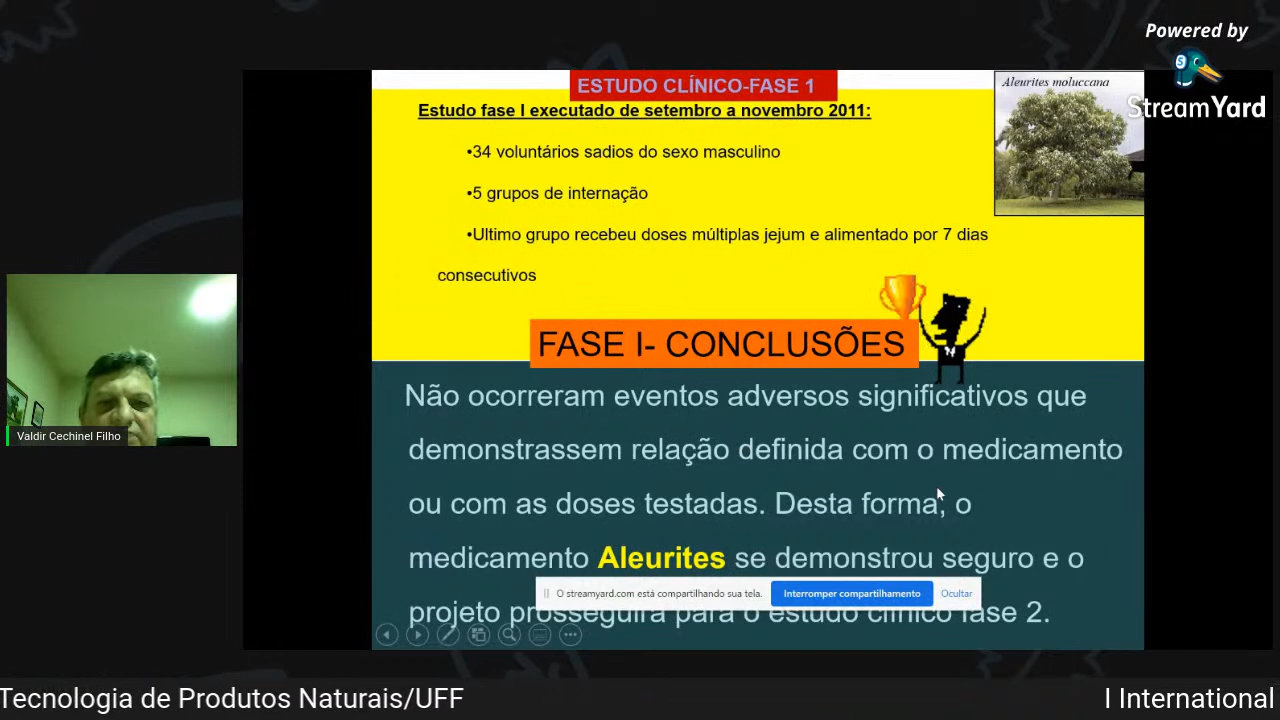 Powered by
StreamYard
ESTUDO CLÍNICO-FASE 1
Aleurites moluccana
Estudo fase I executado de setembro a novembro 2011:
•34 voluntários sadios do sexo masculino
•5 grupos de internação
•Ultimo grupo recebeu doses múltiplas jejum e alimentado por 7 dias
consecutivos
FASE I- CONCLUSÕES
Não ocorreram eventos adversos significativos que
demonstrassem relação definida com o medicamento
ou com as doses testadas. Desta forma, o
medicamento Aleurites se demonstrou seguro e o
projeto prosseguirá para o estudo clínico fase 2.
O streamyard.com está compartilhando sua tela.
Interromper compartilhamento
Ocultar
Valdir Cechinel Filho
Tecnologia de Produtos Naturais/UFF
I International